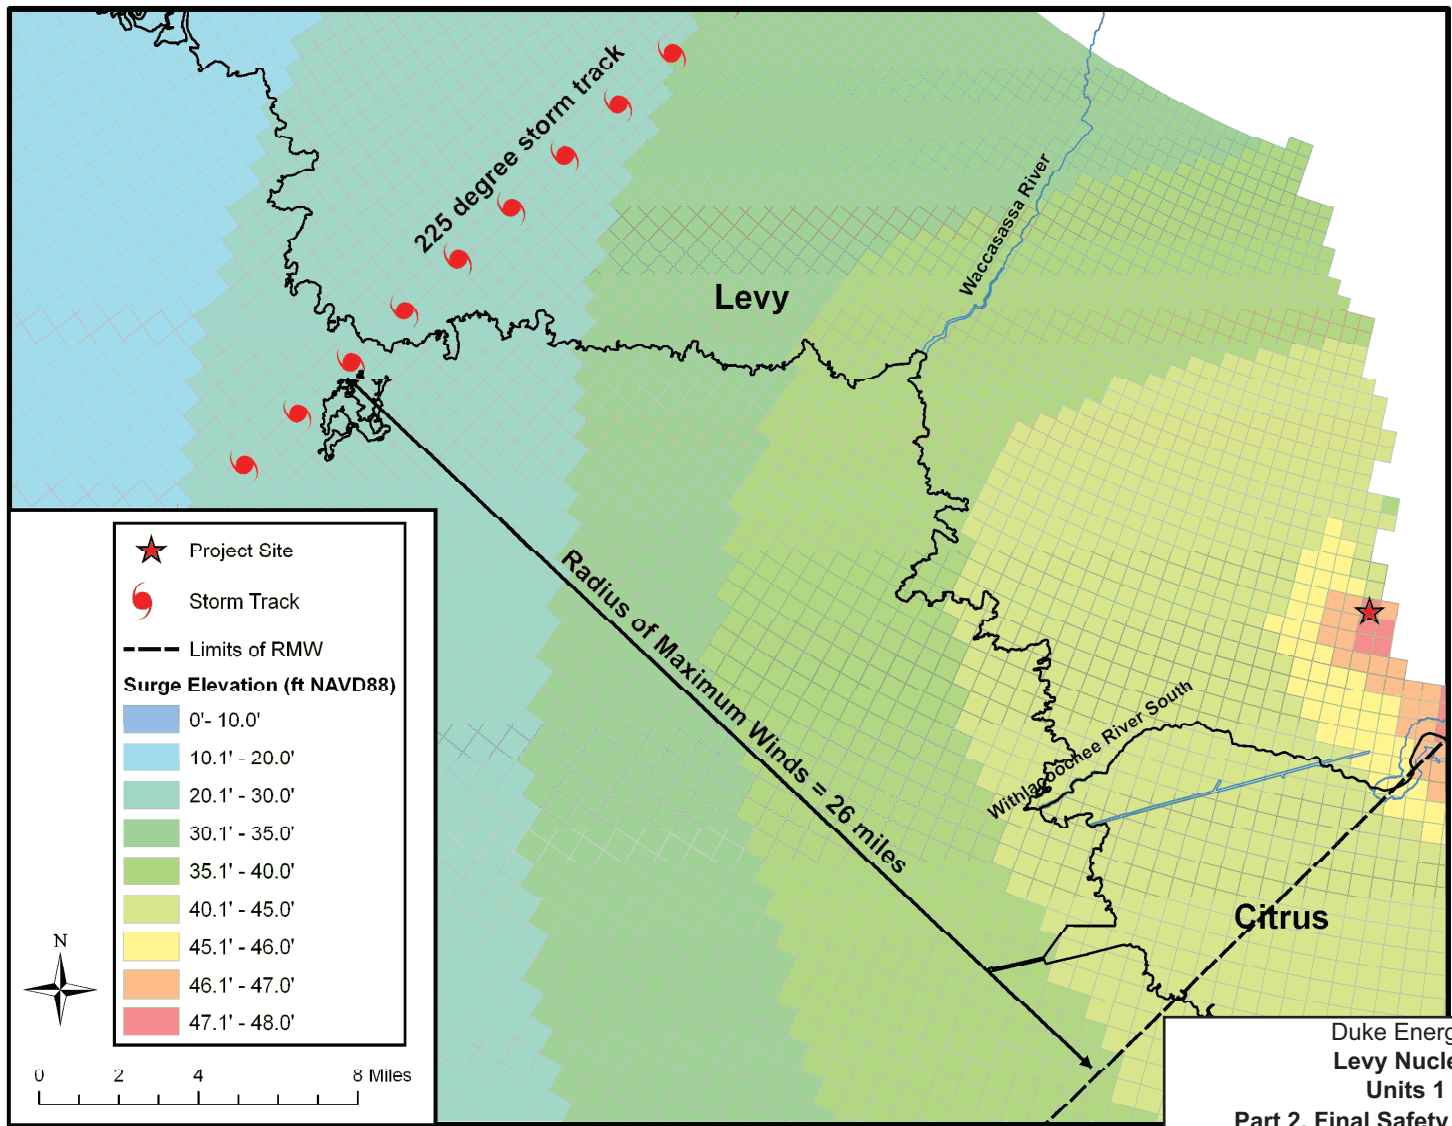 225 degree storm track
Waccasassa River
Levy
Radius of Maximum Winds = 26 miles
Withlacoochee River South
Citrus
Project Site
Storm Track
Limits of RMW
Surge Elevation (ft NAVD88)
0'- 10.0'
10.1' - 20.0'
20.1' - 30.0'
30.1' - 35.0'
35.1' - 40.0'
40.1' - 45.0'
45.1' - 46.0'
46.1' - 47.0'
47.1' - 48.0'
N
0 2 4 8 Miles
Duke Energ
Levy Nucle
Units 1
Part 2, Final Safety